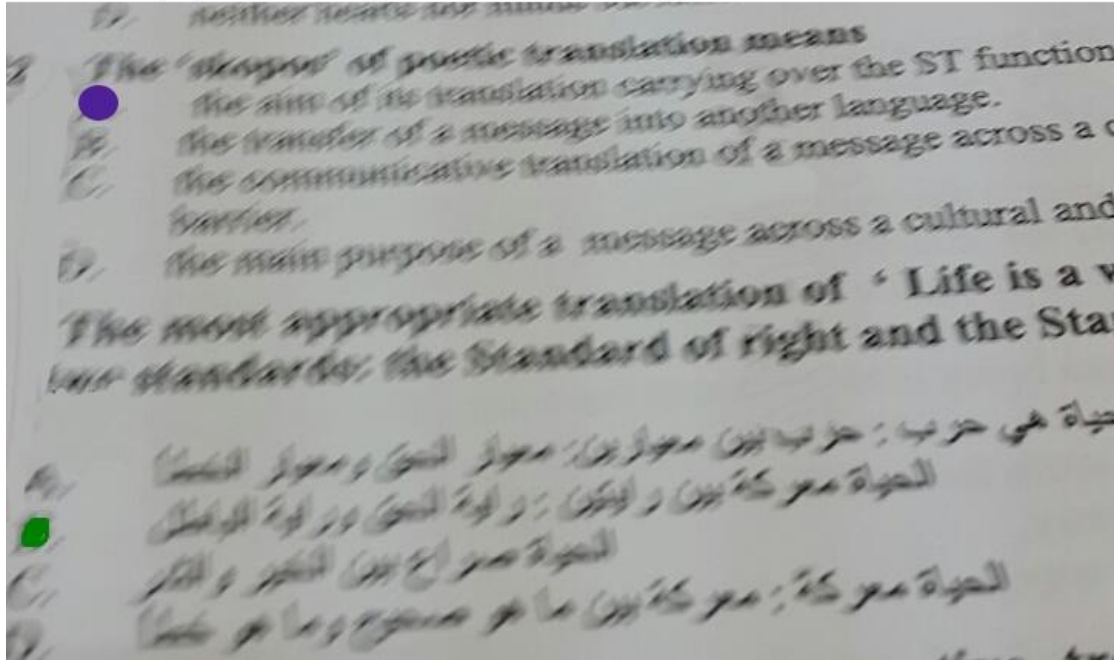 The 'skopos' of poetic translation means
the aim of its translation carrying over the ST function
B. the transfer of a message into another language.
C. the communicative translation of a message across a
barrier.
D. the main purpose of a message across a cultural and
The most appropriate translation of ‘ Life is a
standards: the Standard of right and the
A. هي حرب : حرب بين معيارين: معيار الحق ومعيار الخطأ
الحياة معركة بين رايتين : راية الحق وراية الباطل
C. الحياة صراع بين الخير والشر
D. الحياة معركة : معركة بين ما هو صحيح وما هو خطأ